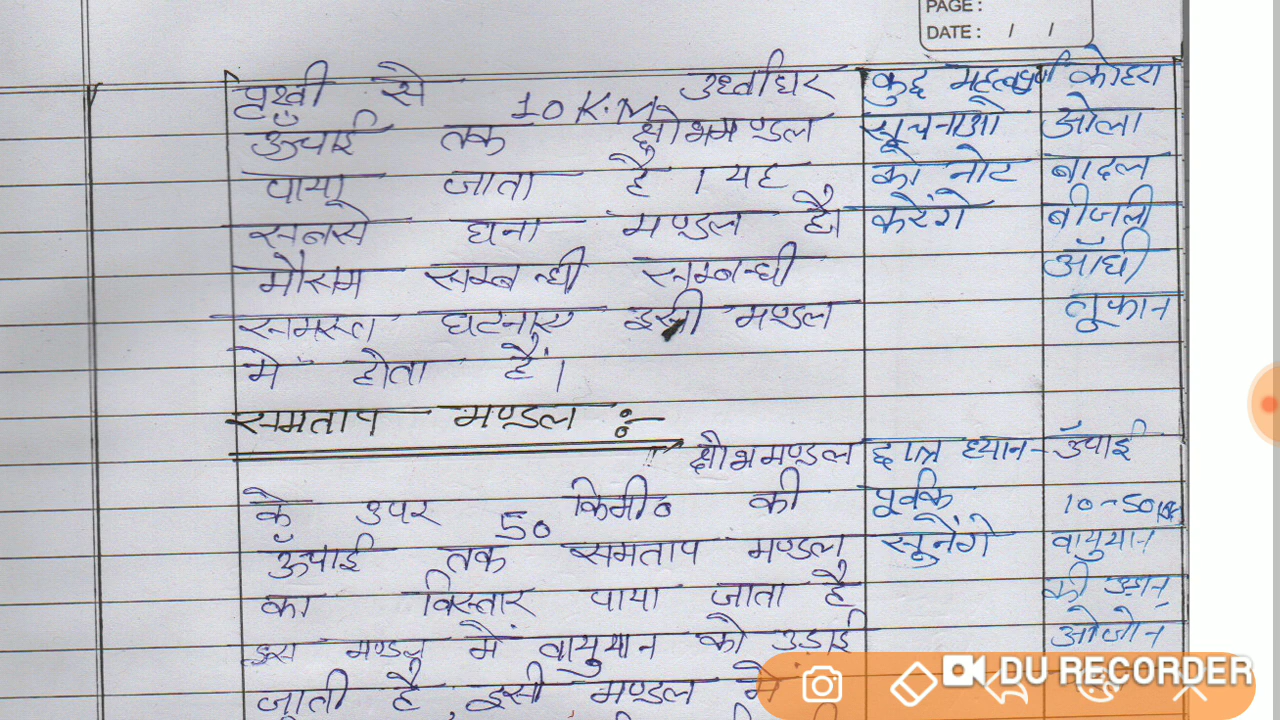 PAGE :
DATE : / /
पृथ्वी से 10 K.M. उर्ध्वाधर कुछ महत्वपूर्ण कोहरा
ऊँचाई तक क्षोभमण्डल सूचनाओ ओला
पाया जाता है । यह को नोट बादल
सबसे घना मण्डल है। करेंगे बीजली
मौसम सम्बन्धी सम्बन्धी आँधी
समस्त घटनाए इसी मण्डल तूफान
में होता हैं।
समताप मण्डल :-
क्षोभमण्डल छात्र ध्यान- ऊँचाई
के उपर 50 किमी० की पूर्वक 10-50
ऊँचाई तक समताप मण्डल सूनेंगे वायुयान
का विस्तार पाया जाता है की उड़ान,
इस मण्डल में वायुयान को उड़ाई ओजोन
जाती है, इसी मण्डल में
DU RECORDER